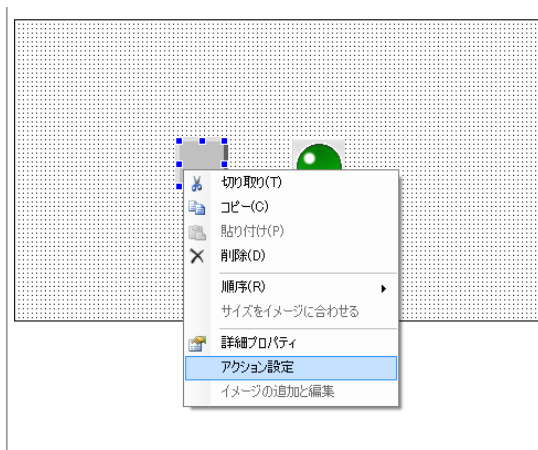 切り取り(T)
コピー(C)
貼り付け(P)
削除(D)
順序(R)
サイズをイメージに合わせる
詳細プロパティ
アクション設定
イメージの追加と編集